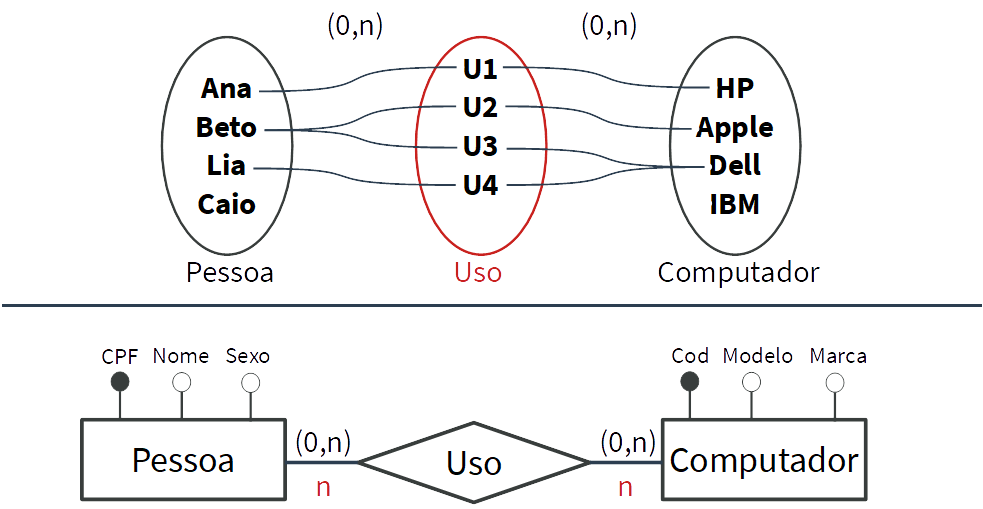 (0,n) (0,n)
Ana U1 HP
Beto U2 Apple
Lia U3 Dell
Caio U4 IBM
Pessoa Uso Computador
CPF Nome Sexo Cod Modelo Marca
Pessoa (0,n) Uso (0,n) Computador
n n